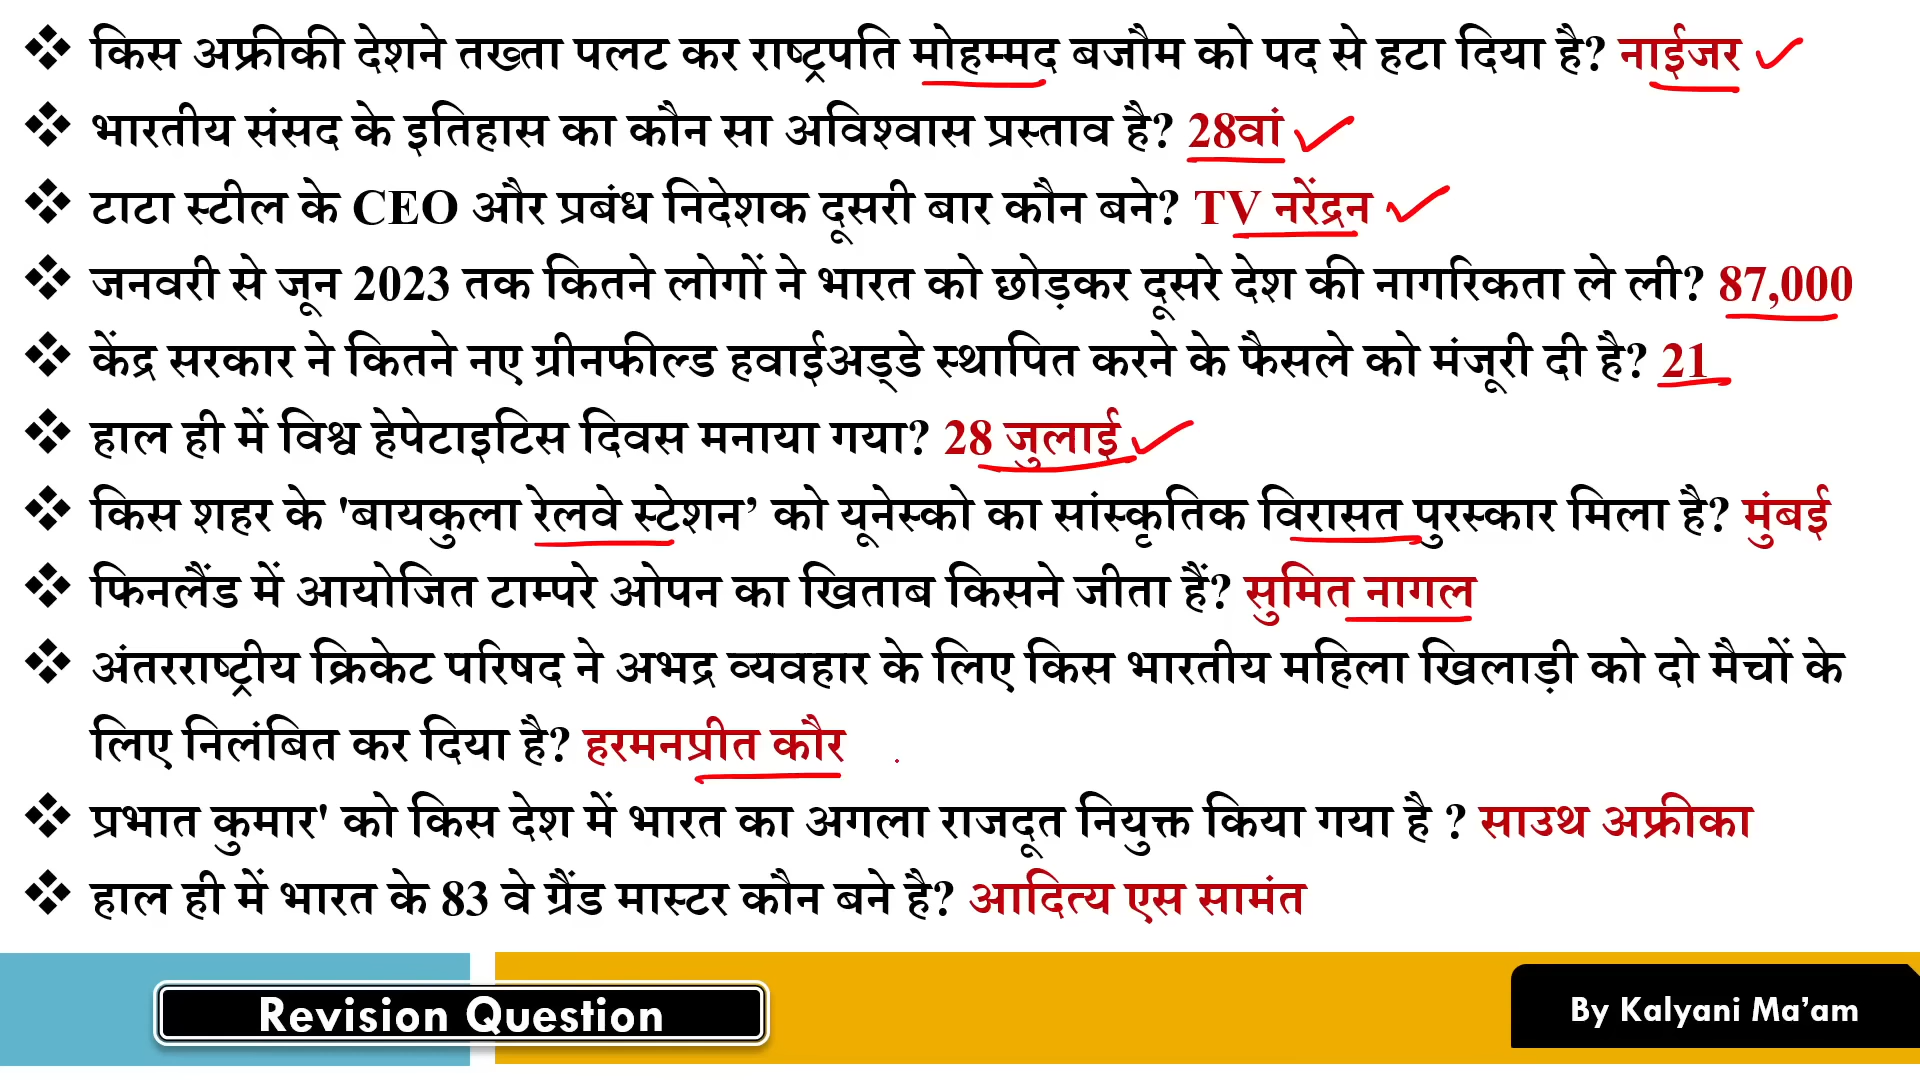 ❖ किस अफ्रीकी देशने तख्ता पलट कर राष्ट्रपति मोहम्मद बजौम को पद से हटा दिया है? नाईजर
❖ भारतीय संसद के इतिहास का कौन सा अविश्वास प्रस्ताव है? 28वां
❖ टाटा स्टील के CEO और प्रबंध निदेशक दूसरी बार कौन बने? TV नरेंद्रन
❖ जनवरी से जून 2023 तक कितने लोगों ने भारत को छोड़कर दूसरे देश की नागरिकता ले ली? 87,000
❖ केंद्र सरकार ने कितने नए ग्रीनफील्ड हवाईअड्डे स्थापित करने के फैसले को मंजूरी दी है? 21
❖ हाल ही में विश्व हेपेटाइटिस दिवस मनाया गया? 28 जुलाई
❖ किस शहर के 'बायकुला रेलवे स्टेशन’ को यूनेस्को का सांस्कृतिक विरासत पुरस्कार मिला है? मुंबई
❖ फिनलैंड में आयोजित टाम्परे ओपन का खिताब किसने जीता हैं? सुमित नागल
❖ अंतरराष्ट्रीय क्रिकेट परिषद ने अभद्र व्यवहार के लिए किस भारतीय महिला खिलाड़ी को दो मैचों के
लिए निलंबित कर दिया है? हरमनप्रीत कौर
❖ प्रभात कुमार' को किस देश में भारत का अगला राजदूत नियुक्त किया गया है ? साउथ अफ्रीका
❖ हाल ही में भारत के 83 वे ग्रैंड मास्टर कौन बने है? आदित्य एस सामंत
Revision Question
By Kalyani Ma’am